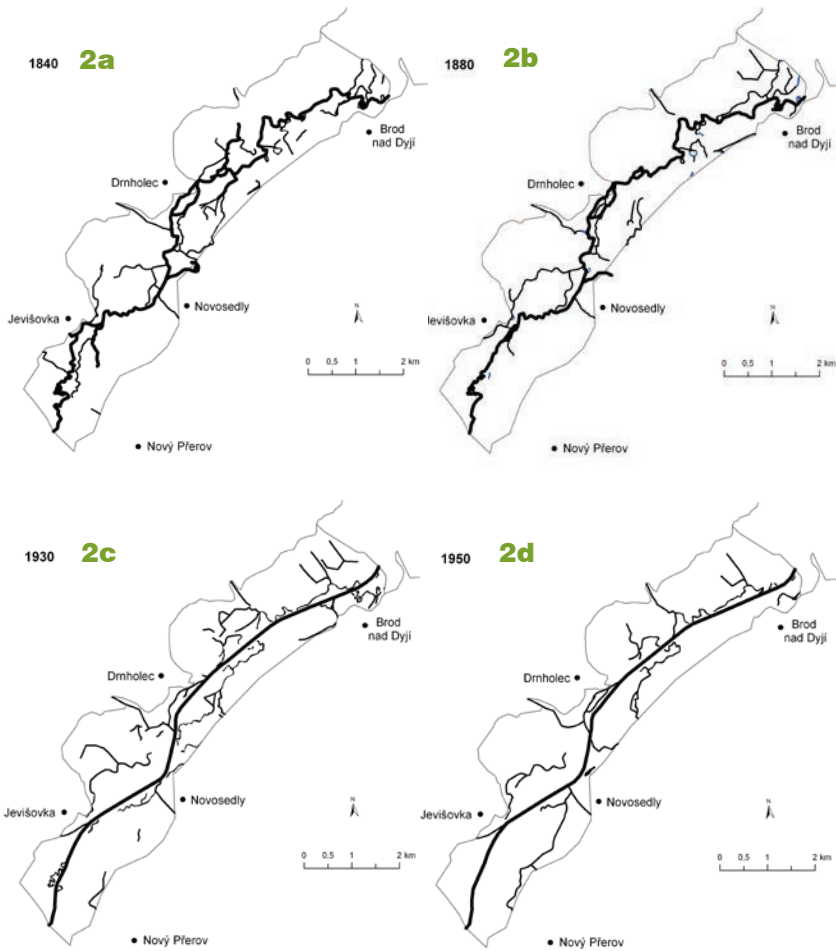 1840 2a
Brod
nad Dyjí
Drnholec
Novosedly
Jevišovka
N
0 0,5 1 2 km
Nový Přerov
1880 2b
Brod
nad Dyjí
Drnholec
Novosedly
Jevišovka
N
0 0,5 1 2 km
Nový Přerov
1930 2c
Brod
nad Dyjí
Drnholec
Novosedly
Jevišovka
N
0 0,5 1 2 km
Nový Přerov
1950 2d
Brod
nad Dyjí
Drnholec
Novosedly
Jevišovka
N
0 0,5 1 2 km
Nový Přerov